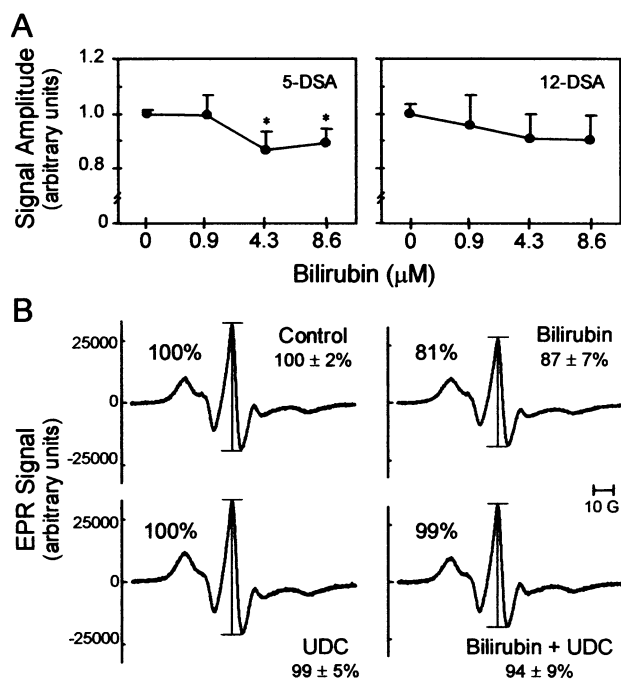 A
Signal Amplitude
(arbitrary units)
1.2
1.0
0.8
0
5-DSA
* *
0 0.9 4.3 8.6
12-DSA
0 0.9 4.3 8.6
Bilirubin (µM)
B
EPR Signal
(arbitrary units)
25000
0
-25000
100%
Control
100 ± 2%
81%
Bilirubin
87 ± 7%
10 G
25000
0
-25000
100%
UDC
99 ± 5%
99%
Bilirubin + UDC
94 ± 9%